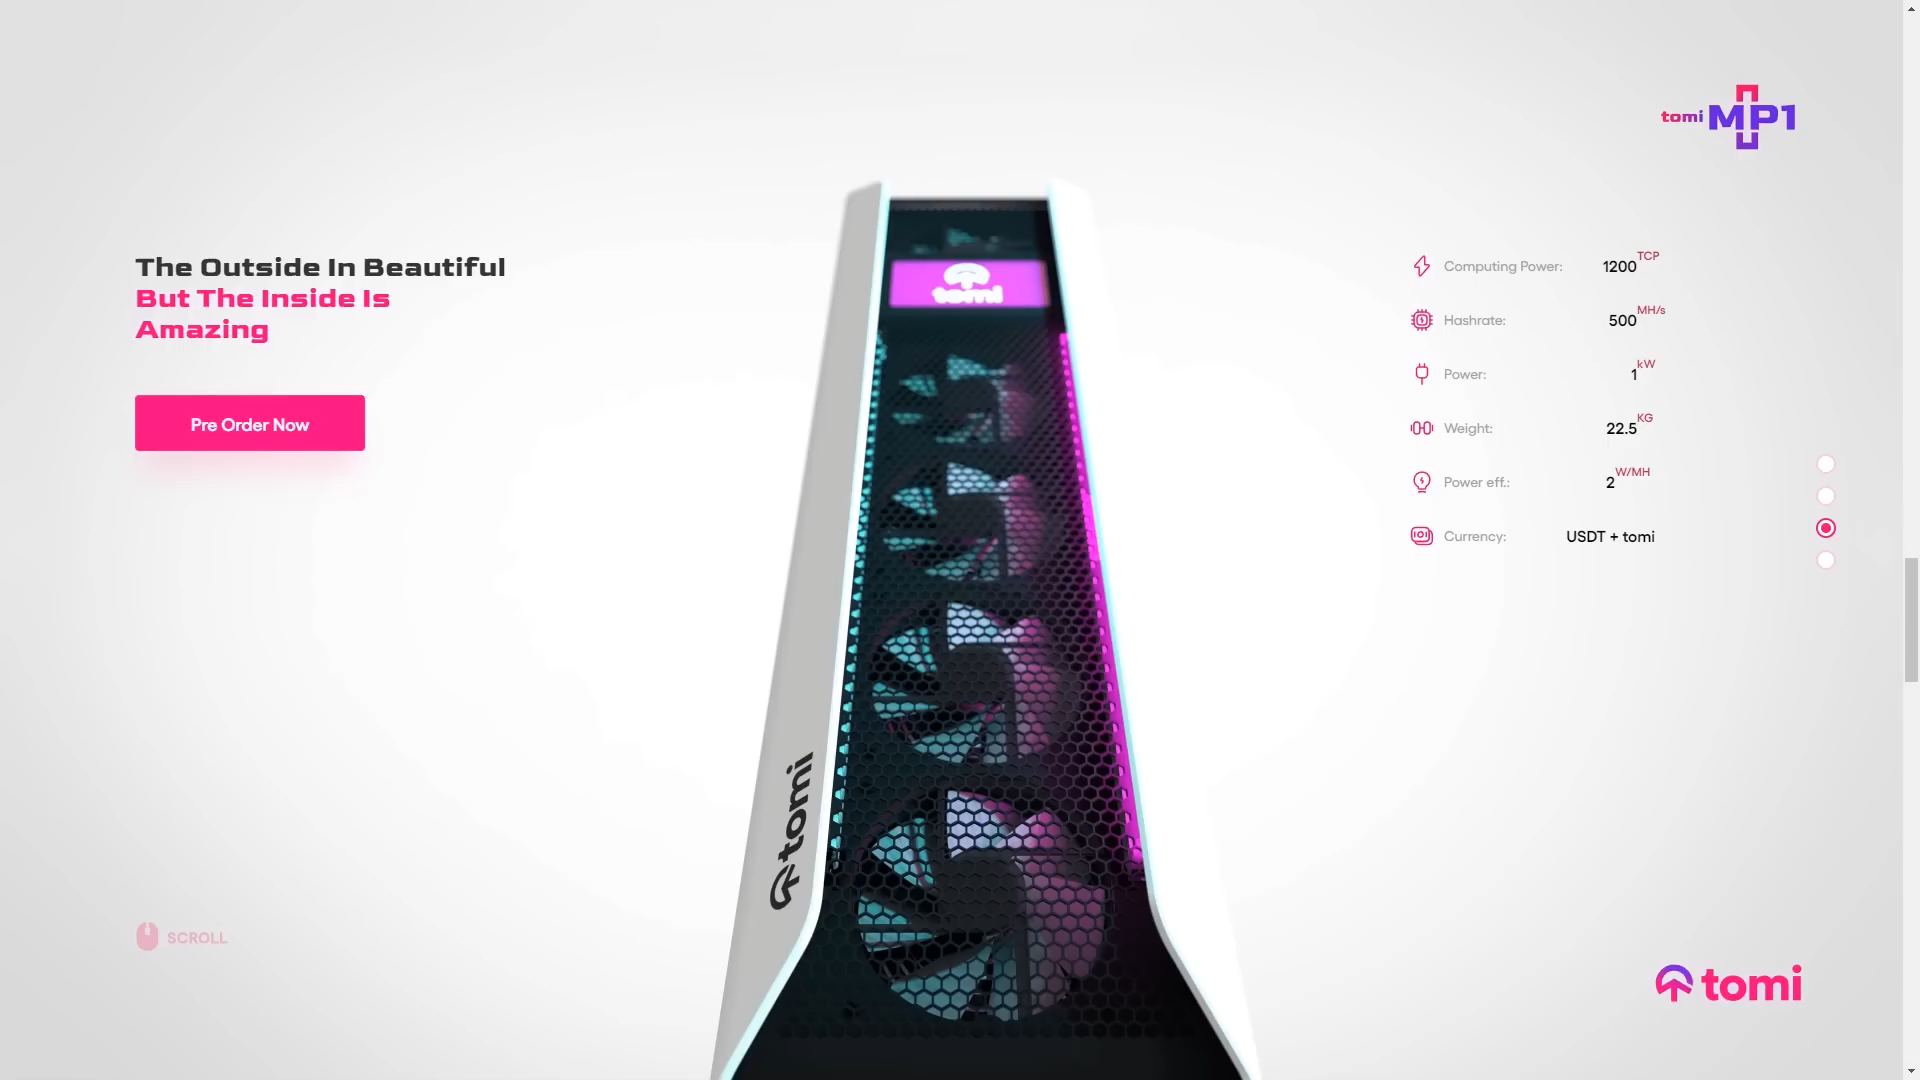 tomi MP1
The Outside In Beautiful
But The Inside Is
Amazing
Pre Order Now
tomi
Computing Power: 1200 TCP
Hashrate: 500 MH/s
Power: 1 kW
Weight: 22.5 KG
Power eff.: 2 W/MH
Currency: USDT + tomi
tomi
SCROLL
tomi